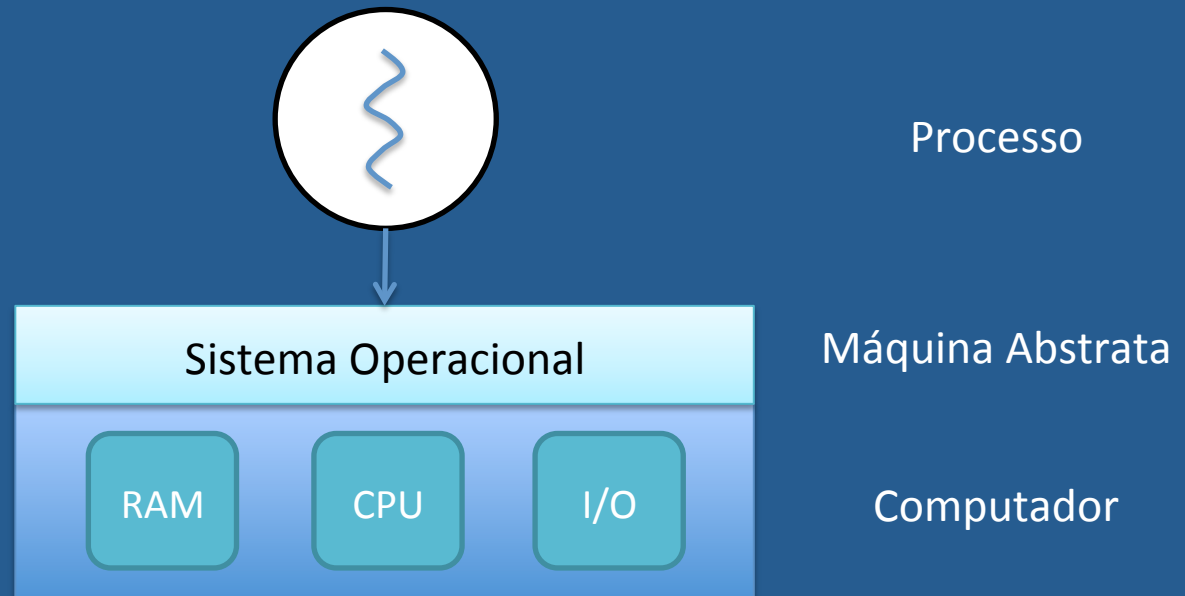 Processo
Sistema Operacional
Máquina Abstrata
RAM
CPU
I/O
Computador